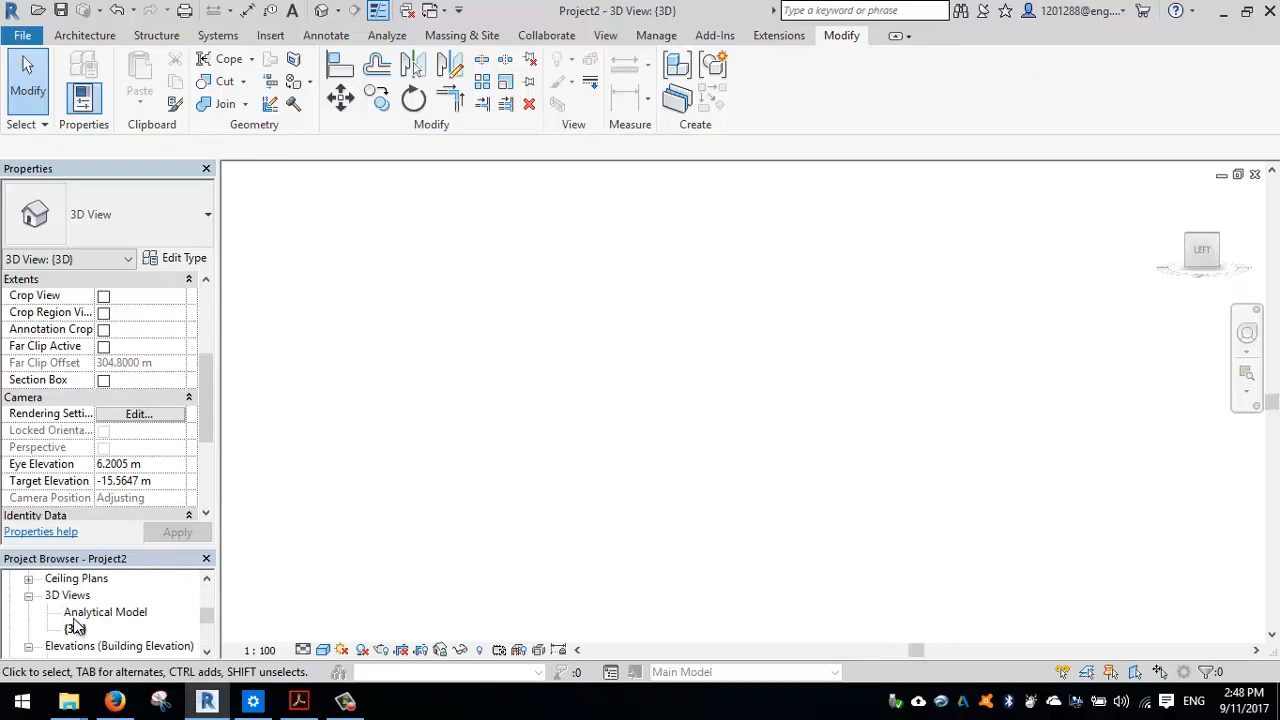 Project2 - 3D View: {3D}
Type a keyword or phrase
1201288@eng....
File
Architecture
Structure
Systems
Insert
Annotate
Analyze
Massing & Site
Collaborate
View
Manage
Add-Ins
Extensions
Modify
Modify
Paste
Cope
Cut
Join
Select
Properties
Clipboard
Geometry
Modify
View
Measure
Create
Properties
3D View
3D View: {3D}
Edit Type
Extents
Crop View
Crop Region Vi...
Annotation Crop
Far Clip Active
Far Clip Offset 304.8000 m
Section Box
Camera
Rendering Setti... Edit...
Locked Orienta...
Perspective
Eye Elevation 6.2005 m
Target Elevation -15.5647 m
Camera Position Adjusting
Identity Data
Properties help
Apply
LEFT
Project Browser - Project2
Ceiling Plans
3D Views
Analytical Model
Elevations (Building Elevation)
1 : 100
Click to select, TAB for alternates, CTRL adds, SHIFT unselects.
:0
Main Model
:0
ENG
2:48 PM
9/11/2017